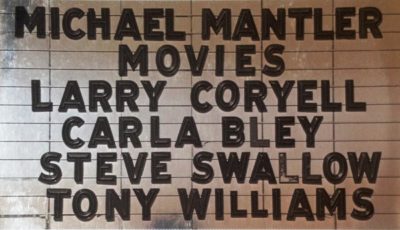 MICHAEL MANTLER
MOVIES
LARRY CORYELL
CARLA BLEY
STEVE SWALLOW
TONY WILLIAMS